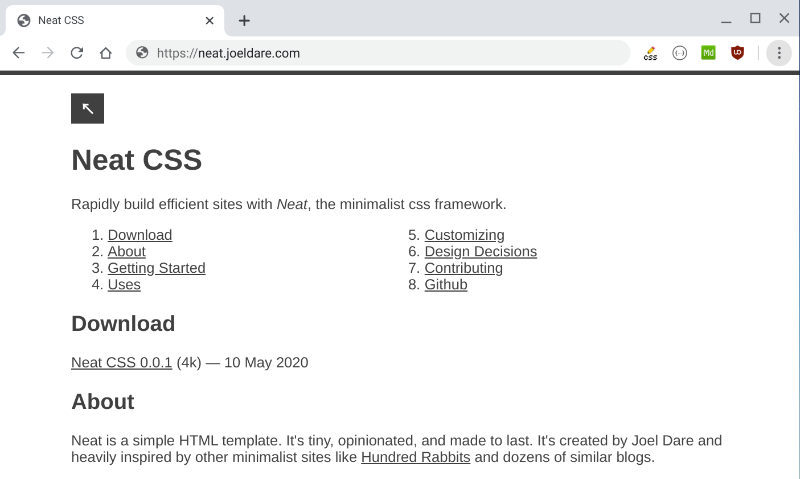 Neat CSS
https://neat.joeldare.com
css
Md
Neat CSS
Rapidly build efficient sites with Neat, the minimalist css framework.
1. Download
2. About
3. Getting Started
4. Uses
5. Customizing
6. Design Decisions
7. Contributing
8. Github
Download
Neat CSS 0.0.1 (4k) — 10 May 2020
About
Neat is a simple HTML template. It's tiny, opinionated, and made to last. It's created by Joel Dare and
heavily inspired by other minimalist sites like Hundred Rabbits and dozens of similar blogs.